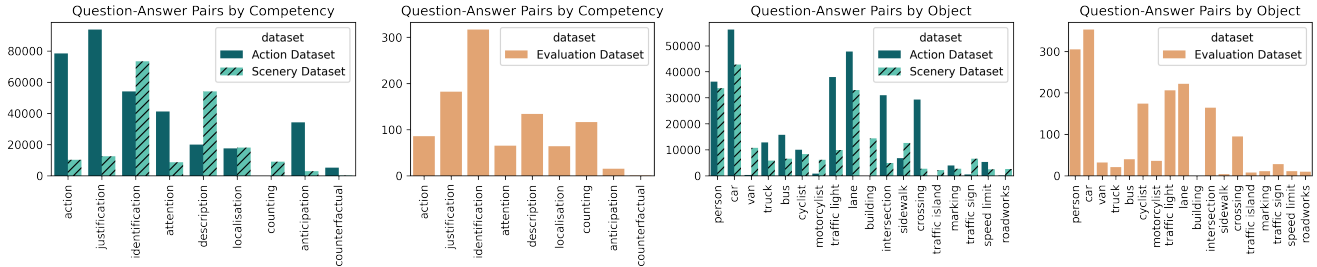 Question-Answer Pairs by Competency
dataset
Action Dataset
Scenery Dataset
80000
60000
40000
20000
0
action
justification
identification
attention
description
localisation
counting
anticipation
counterfactual
Question-Answer Pairs by Competency
dataset
Evaluation Dataset
300
200
100
0
action
justification
identification
attention
description
localisation
counting
anticipation
counterfactual
Question-Answer Pairs by Object
dataset
Action Dataset
Scenery Dataset
50000
40000
30000
20000
10000
0
person
car
van
truck
bus
cyclist
motorcylist
traffic light
lane
building
intersection
sidewalk
crossing
traffic island
marking
traffic sign
speed limit
roadworks
Question-Answer Pairs by Object
dataset
Evaluation Dataset
300
200
100
0
person
car
van
truck
bus
cyclist
motorcylist
traffic light
lane
building
intersection
sidewalk
crossing
traffic island
marking
traffic sign
speed limit
roadworks